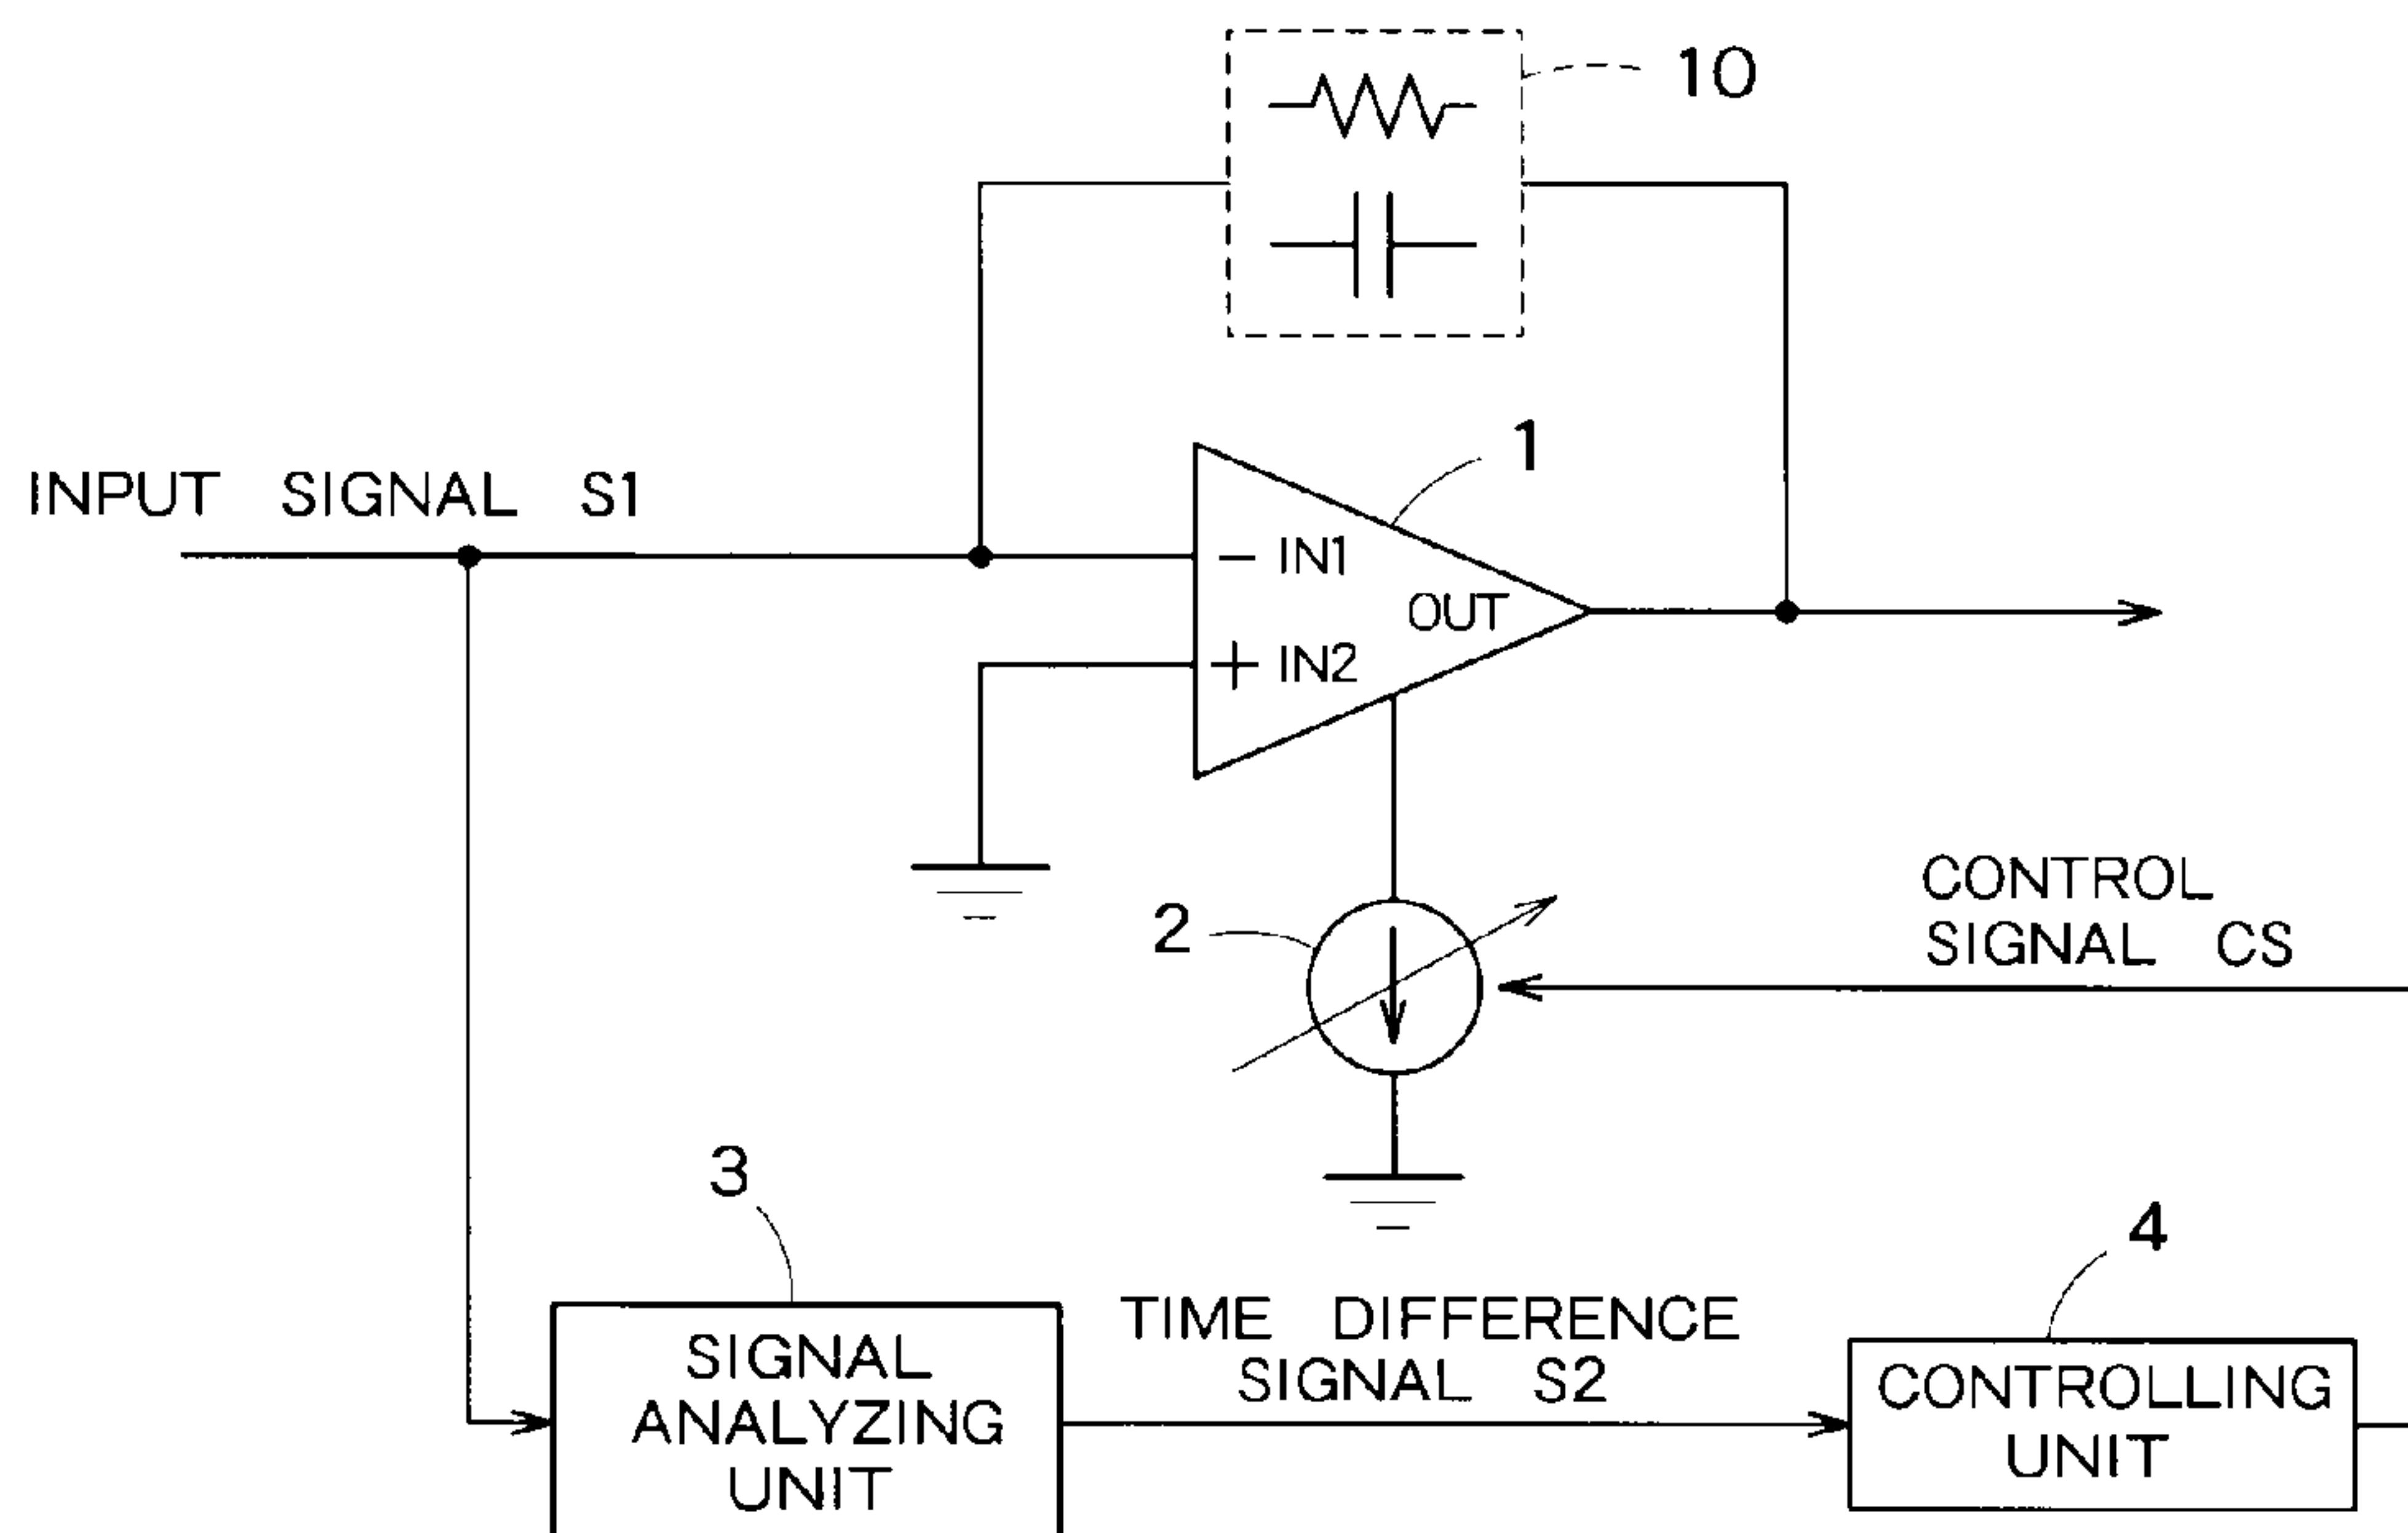 10
1
INPUT SIGNAL S1
− IN1
OUT
+ IN2
CONTROL
SIGNAL CS
2
3
4
TIME DIFFERENCE
SIGNAL S2
SIGNAL
ANALYZING
UNIT
CONTROLLING
UNIT